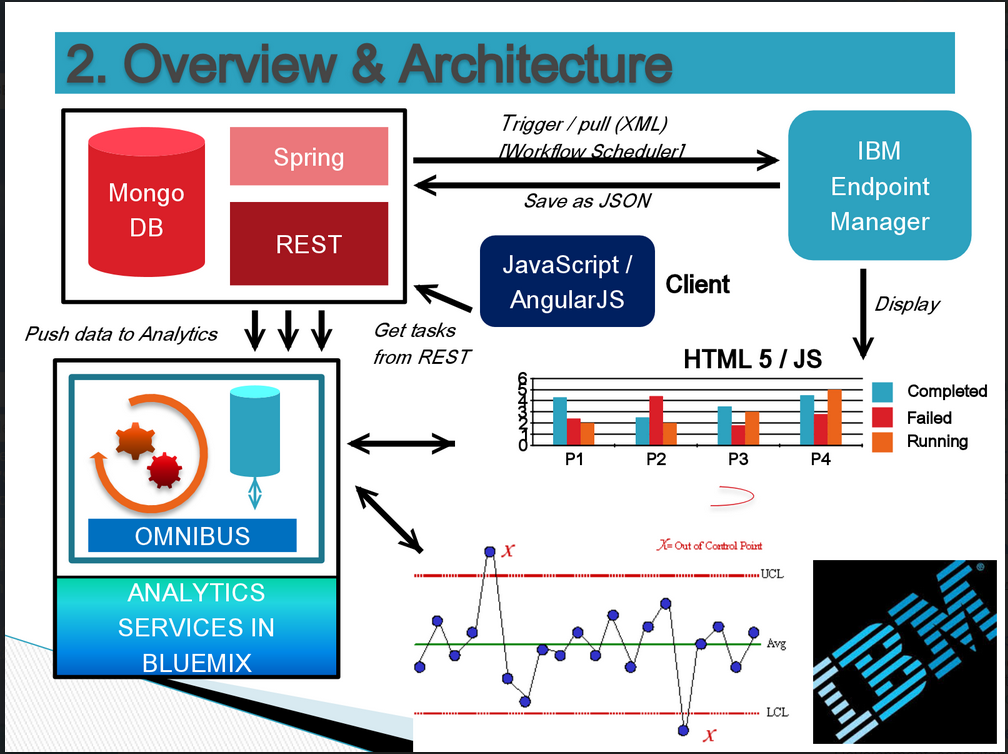 2. Overview & Architecture
Mongo
DB
Spring
REST
Trigger / pull (XML)
[Workflow Scheduler]
Save as JSON
IBM
Endpoint
Manager
JavaScript /
AngularJS
Client
Display
Push data to Analytics
Get tasks
from REST
HTML 5 / JS
6
5
4
3
2
1
0
P1
P2
P3
P4
Completed
Failed
Running
OMNIBUS
ANALYTICS
SERVICES IN
BLUEMIX
X
X= Out of Control Point
UCL
Avg
LCL
X
IBM
®